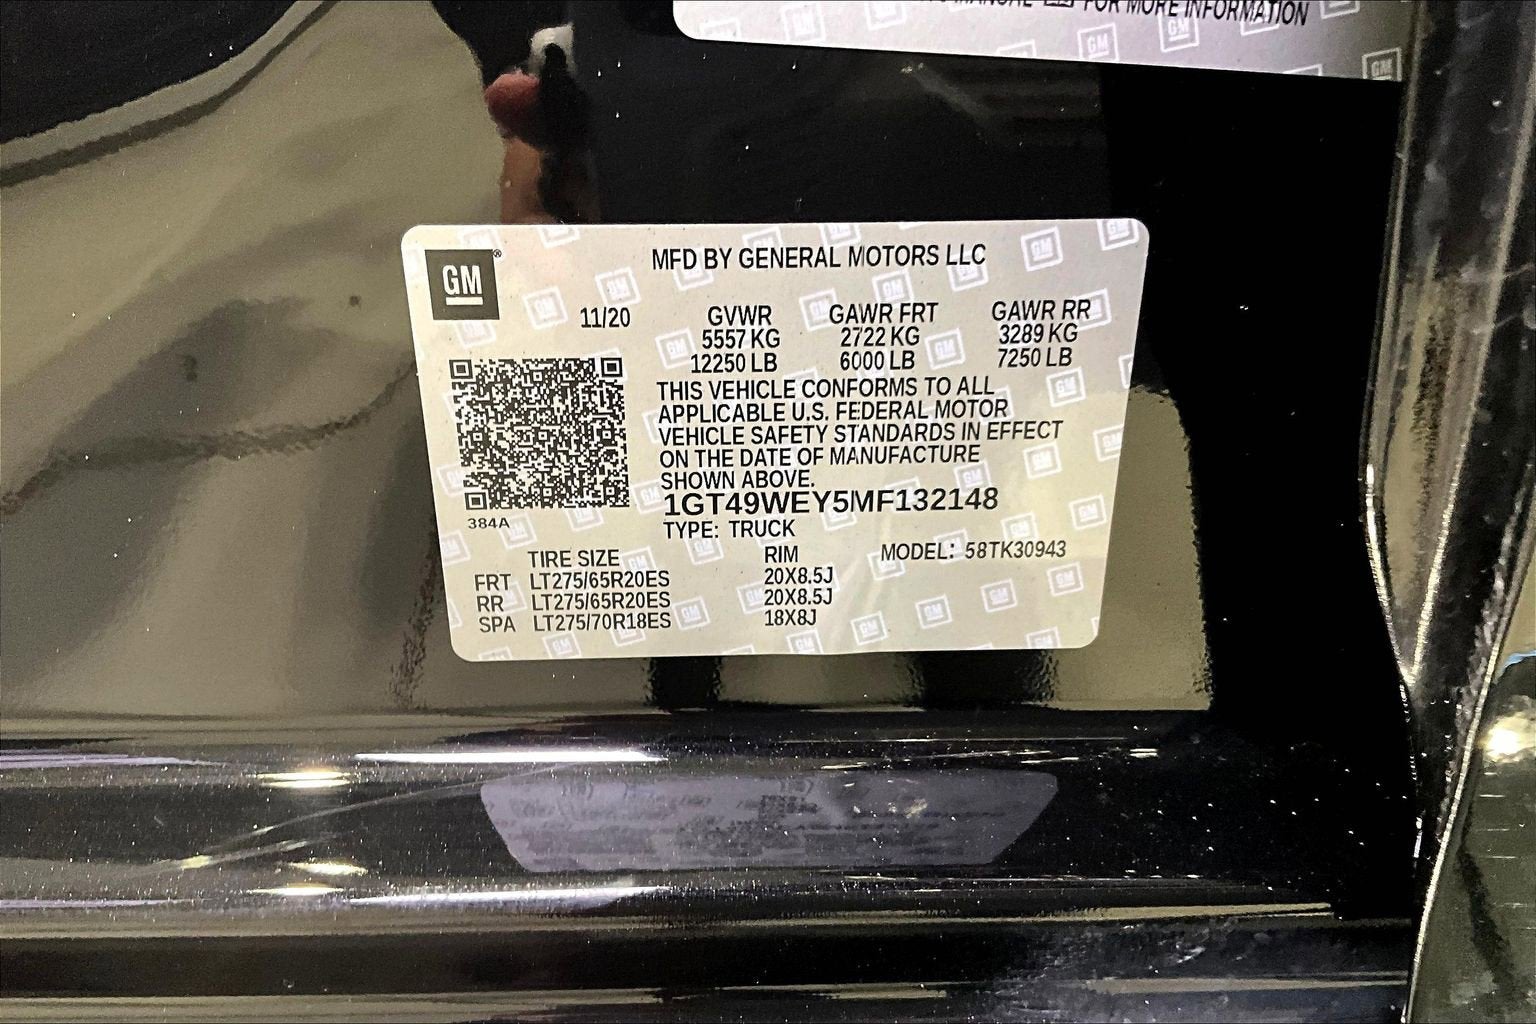 MANUAL FOR MORE INFORMATION
GM
MFD BY GENERAL MOTORS LLC
11/20 GVWR GAWR FRT GAWR RR
5557 KG 2722 KG 3289 KG
12250 LB 6000 LB 7250 LB
THIS VEHICLE CONFORMS TO ALL
APPLICABLE U.S. FEDERAL MOTOR
VEHICLE SAFETY STANDARDS IN EFFECT
ON THE DATE OF MANUFACTURE
SHOWN ABOVE.
1GT49WEY5MF132148
384A
TYPE: TRUCK
TIRE SIZE RIM MODEL: 58TK30943
FRT LT275/65R20ES 20X8.5J
RR LT275/65R20ES 20X8.5J
SPA LT275/70R18ES 18X8J